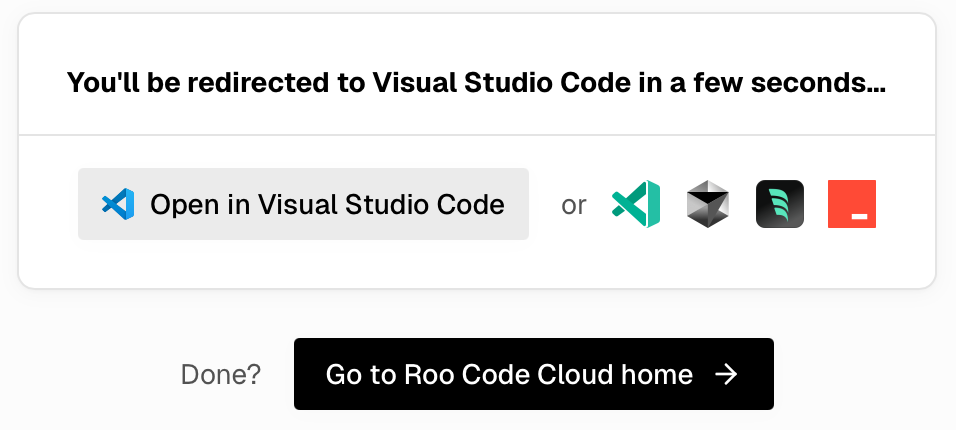 You'll be redirected to Visual Studio Code in a few seconds...
Open in Visual Studio Code or
Done? Go to Roo Code Cloud home →